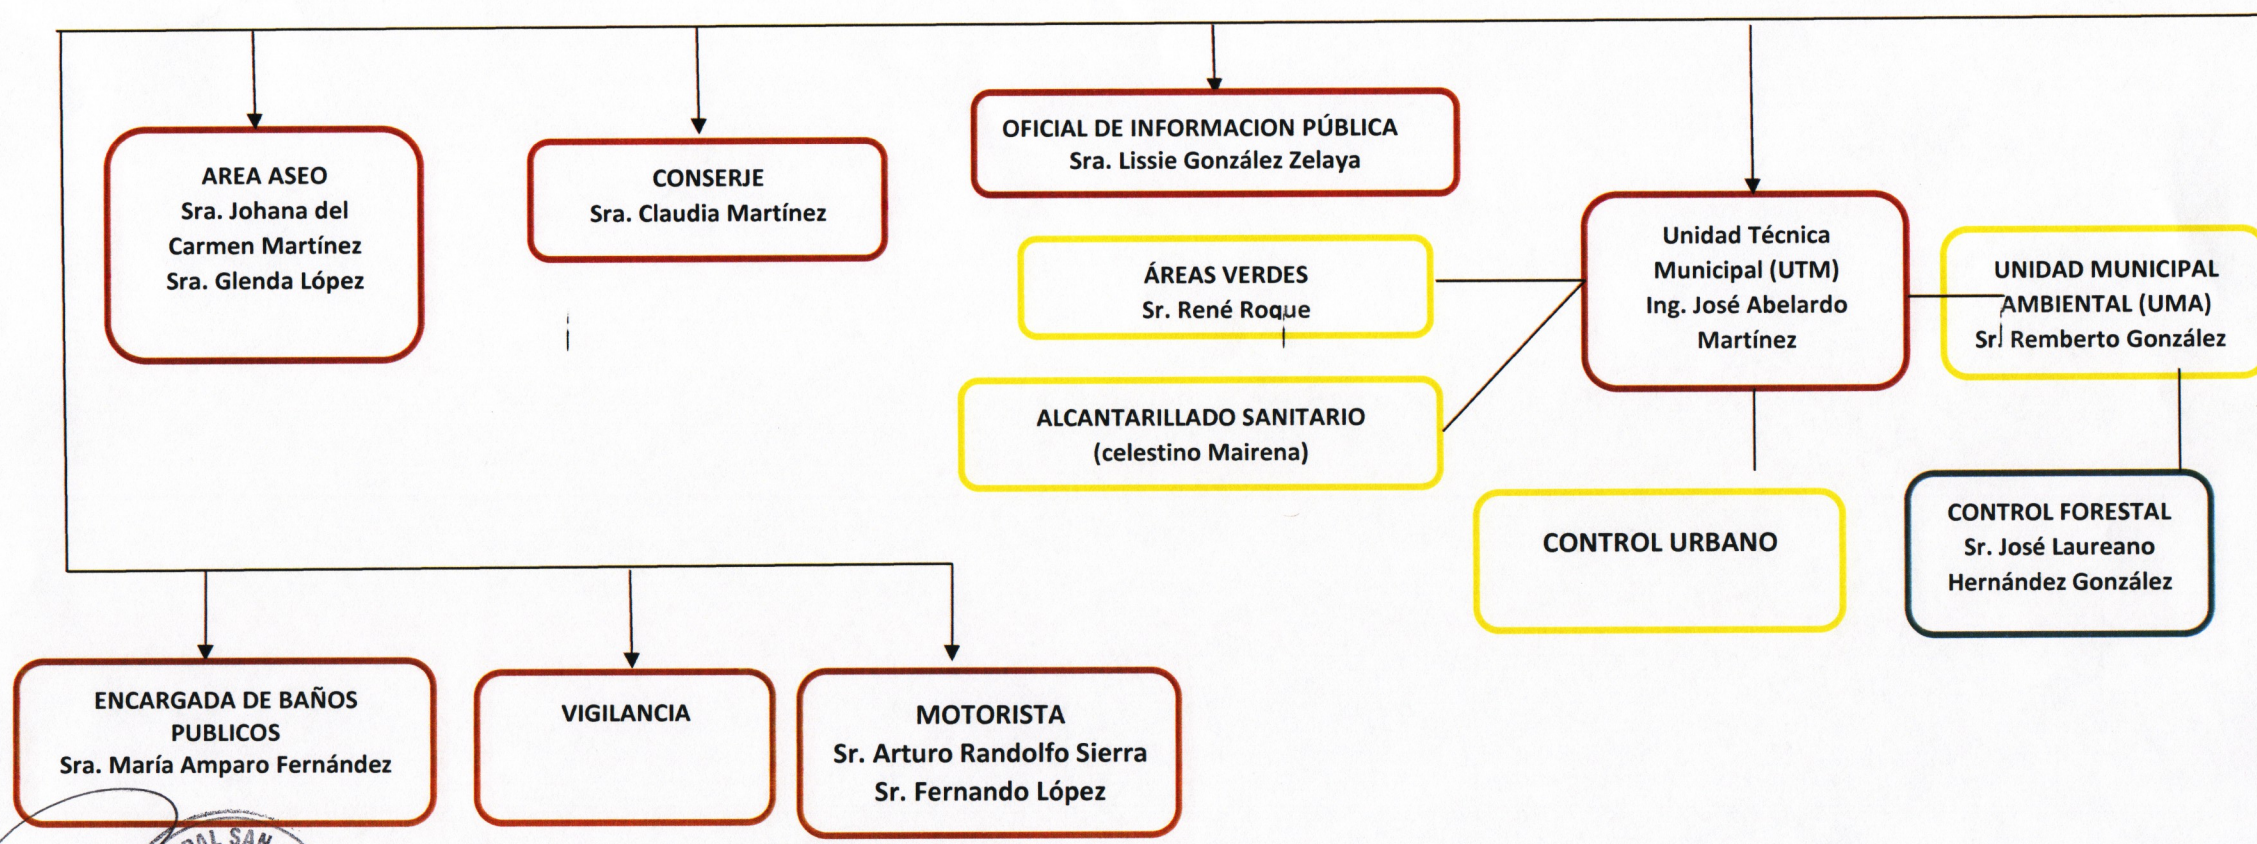 AREA ASEO
Sra. Johana del
Carmen Martínez
Sra. Glenda López
CONSERJE
Sra. Claudia Martínez
OFICIAL DE INFORMACION PÚBLICA
Sra. Lissie González Zelaya
ÁREAS VERDES
Sr. René Roque
ALCANTARILLADO SANITARIO
(celestino Mairena)
Unidad Técnica
Municipal (UTM)
Ing. José Abelardo
Martínez
UNIDAD MUNICIPAL
AMBIENTAL (UMA)
Sr. Remberto González
CONTROL URBANO
CONTROL FORESTAL
Sr. José Laureano
Hernández González
ENCARGADA DE BAÑOS
PUBLICOS
Sra. María Amparo Fernández
VIGILANCIA
MOTORISTA
Sr. Arturo Randolfo Sierra
Sr. Fernando López
SAN